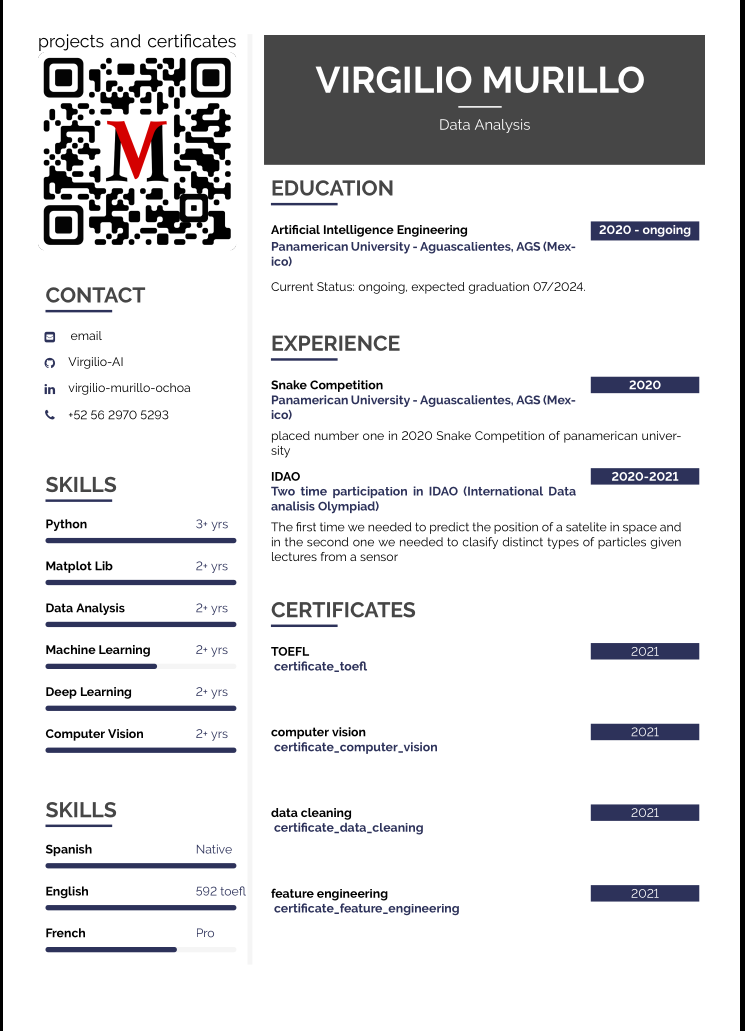 projects and certificates
M
CONTACT
email
Virgilio-AI
virgilio-murillo-ochoa
+52 56 2970 5293
SKILLS
Python 3+ yrs
Matplot Lib 2+ yrs
Data Analysis 2+ yrs
Machine Learning 2+ yrs
Deep Learning 2+ yrs
Computer Vision 2+ yrs
SKILLS
Spanish Native
English 592 toefl
French Pro
VIRGILIO MURILLO
Data Analysis
EDUCATION
Artificial Intelligence Engineering 2020 - ongoing
Panamerican University - Aguascalientes, AGS (Mex-
ico)
Current Status: ongoing, expected graduation 07/2024.
EXPERIENCE
Snake Competition 2020
Panamerican University - Aguascalientes, AGS (Mex-
ico)
placed number one in 2020 Snake Competition of panamerican univer-
sity
IDAO 2020-2021
Two time participation in IDAO (International Data
analisis Olympiad)
The first time we needed to predict the position of a satelite in space and
in the second one we needed to clasify distinct types of particles given
lectures from a sensor
CERTIFICATES
TOEFL 2021
certificate_toefl
computer vision 2021
certificate_computer_vision
data cleaning 2021
certificate_data_cleaning
feature engineering 2021
certificate_feature_engineering